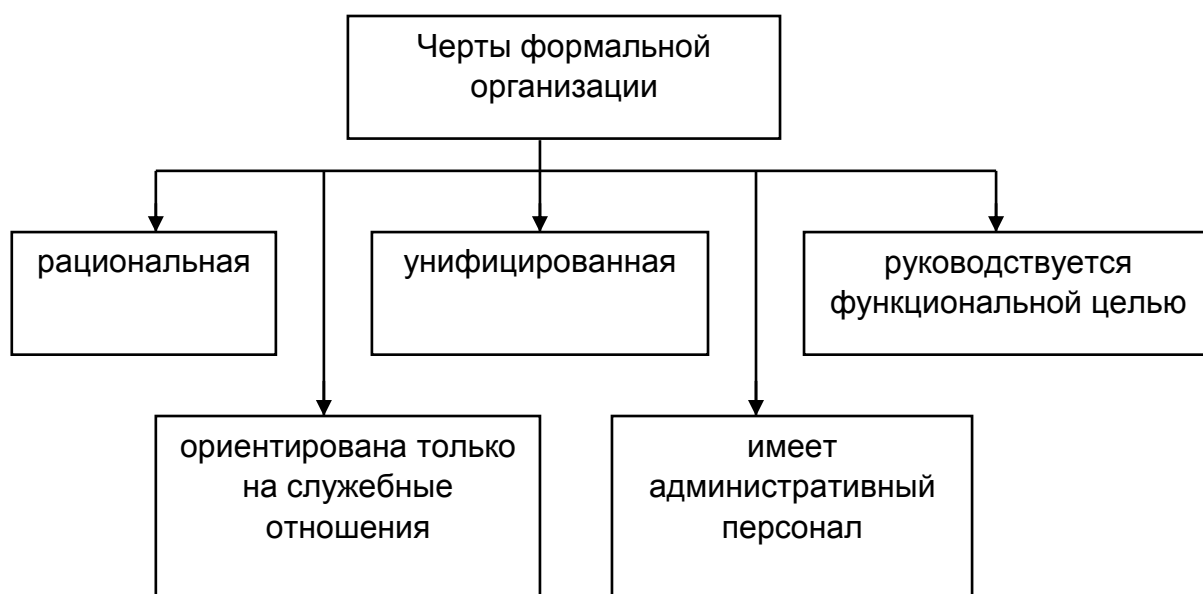 Черты формальной
организации
рациональная
унифицированная
руководствуется
функциональной целью
ориентирована только
на служебные
отношения
имеет
административный
персонал